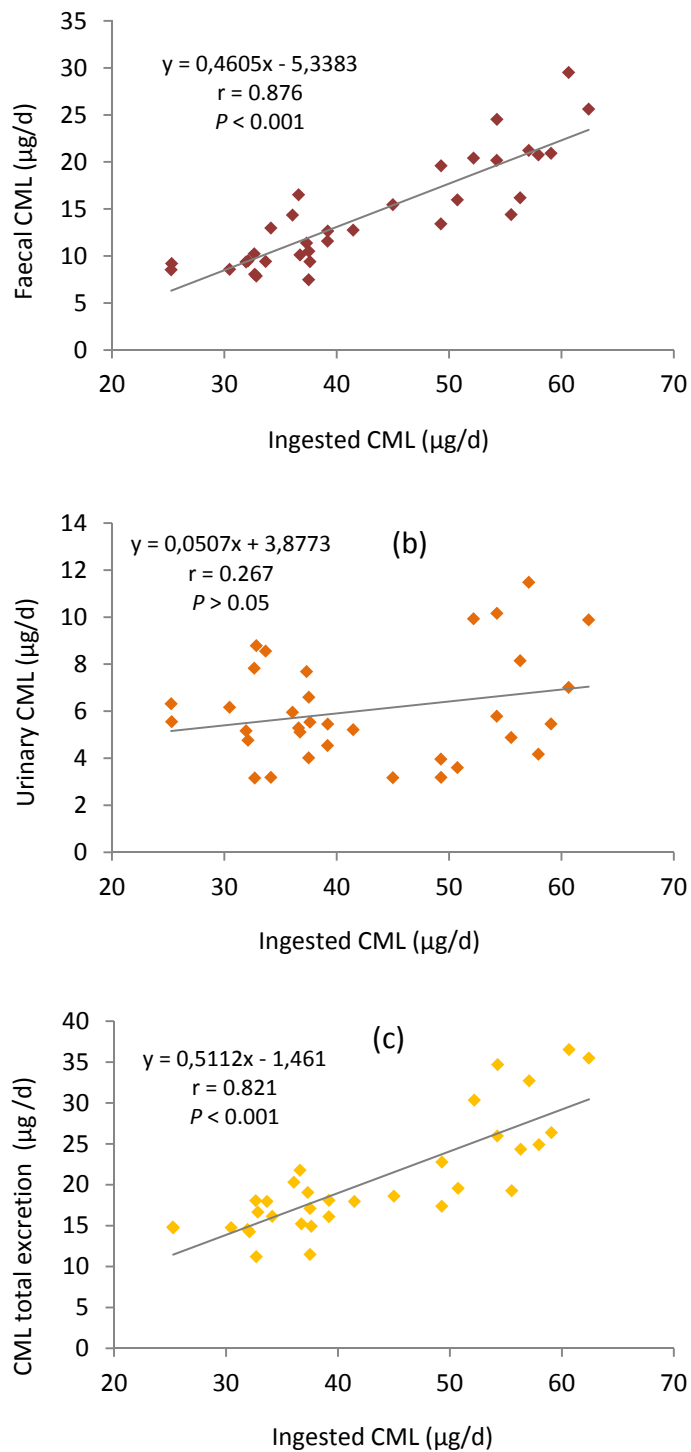 y = 0,4605x - 5,3383
r = 0.876
P < 0.001
Faecal CML (µg/d)
35
30
25
20
15
10
5
0
20 30 40 50 60 70
Ingested CML (µg/d)
(b)
y = 0,0507x + 3,8773
r = 0.267
P > 0.05
Urinary CML (µg/d)
14
12
10
8
6
4
2
0
20 30 40 50 60 70
Ingested CML (µg/d)
(c)
y = 0,5112x - 1,461
r = 0.821
P < 0.001
CML total excretion (µg /d)
40
35
30
25
20
15
10
5
0
20 30 40 50 60 70
Ingested CML (µg/d)